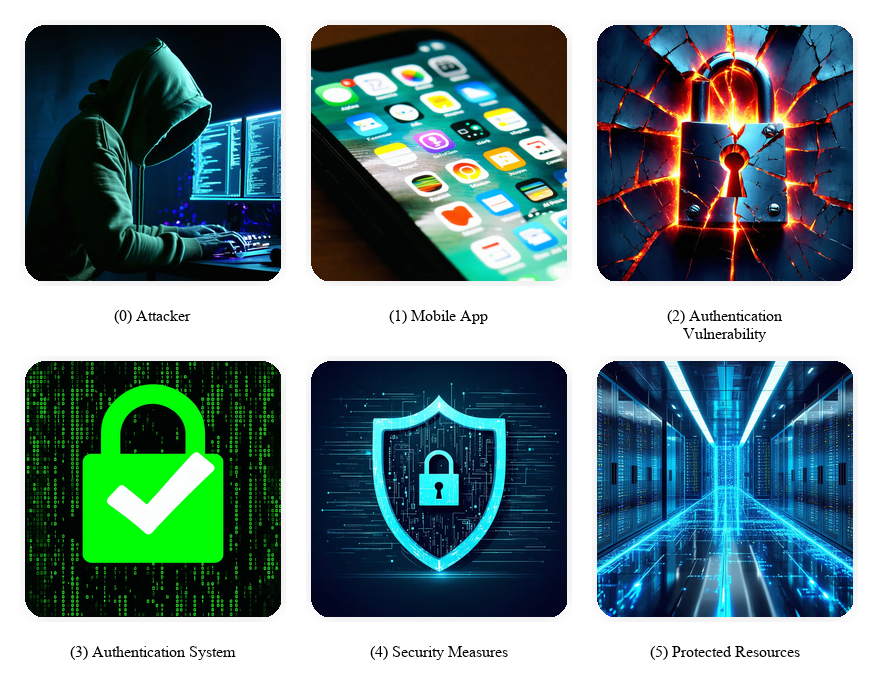 (0) Attacker
(1) Mobile App
(2) Authentication
Vulnerability
(3) Authentication System
(4) Security Measures
(5) Protected Resources